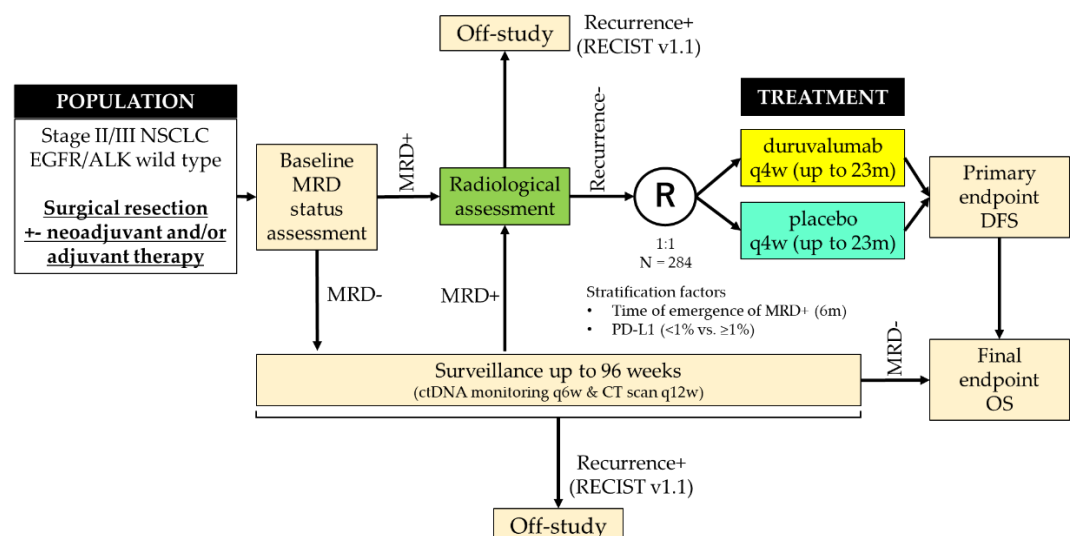 Off-study
Recurrence+
(RECIST v1.1)
POPULATION
Stage II/III NSCLC
EGFR/ALK wild type
Surgical resection
+- neoadjuvant and/or
adjuvant therapy
Baseline
MRD
status
assessment
MRD+
Radiological
assessment
Recurrence-
R
1:1
N = 284
TREATMENT
duruvalumab
q4w (up to 23m)
placebo
q4w (up to 23m)
Primary
endpoint
DFS
MRD-
MRD+
Stratification factors
• Time of emergence of MRD+ (6m)
• PD-L1 (<1% vs. ≥1%)
Surveillance up to 96 weeks
(ctDNA monitoring q6w & CT scan q12w)
MRD-
Final
endpoint
OS
Recurrence+
(RECIST v1.1)
Off-study